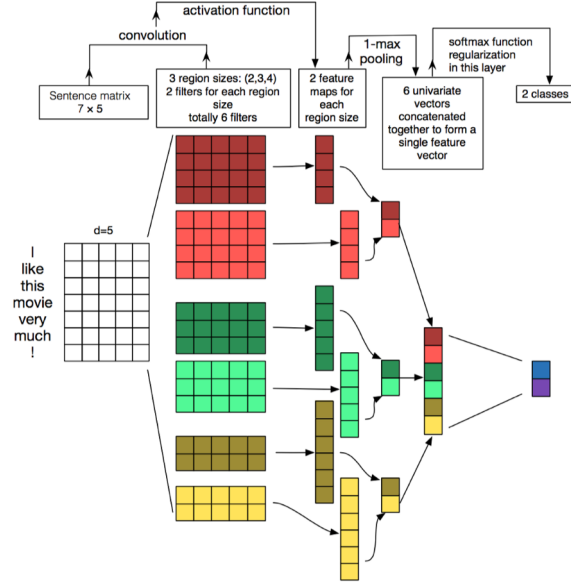 activation function
convolution
1-max
pooling
softmax function
regularization
in this layer
Sentence matrix
7 × 5
3 region sizes: (2,3,4)
2 filters for each region
size
totally 6 filters
2 feature
maps for
each
region size
6 univariate
vectors
concatenated
together to form a
single feature
vector
2 classes
d=5
I
like
this
movie
very
much
!